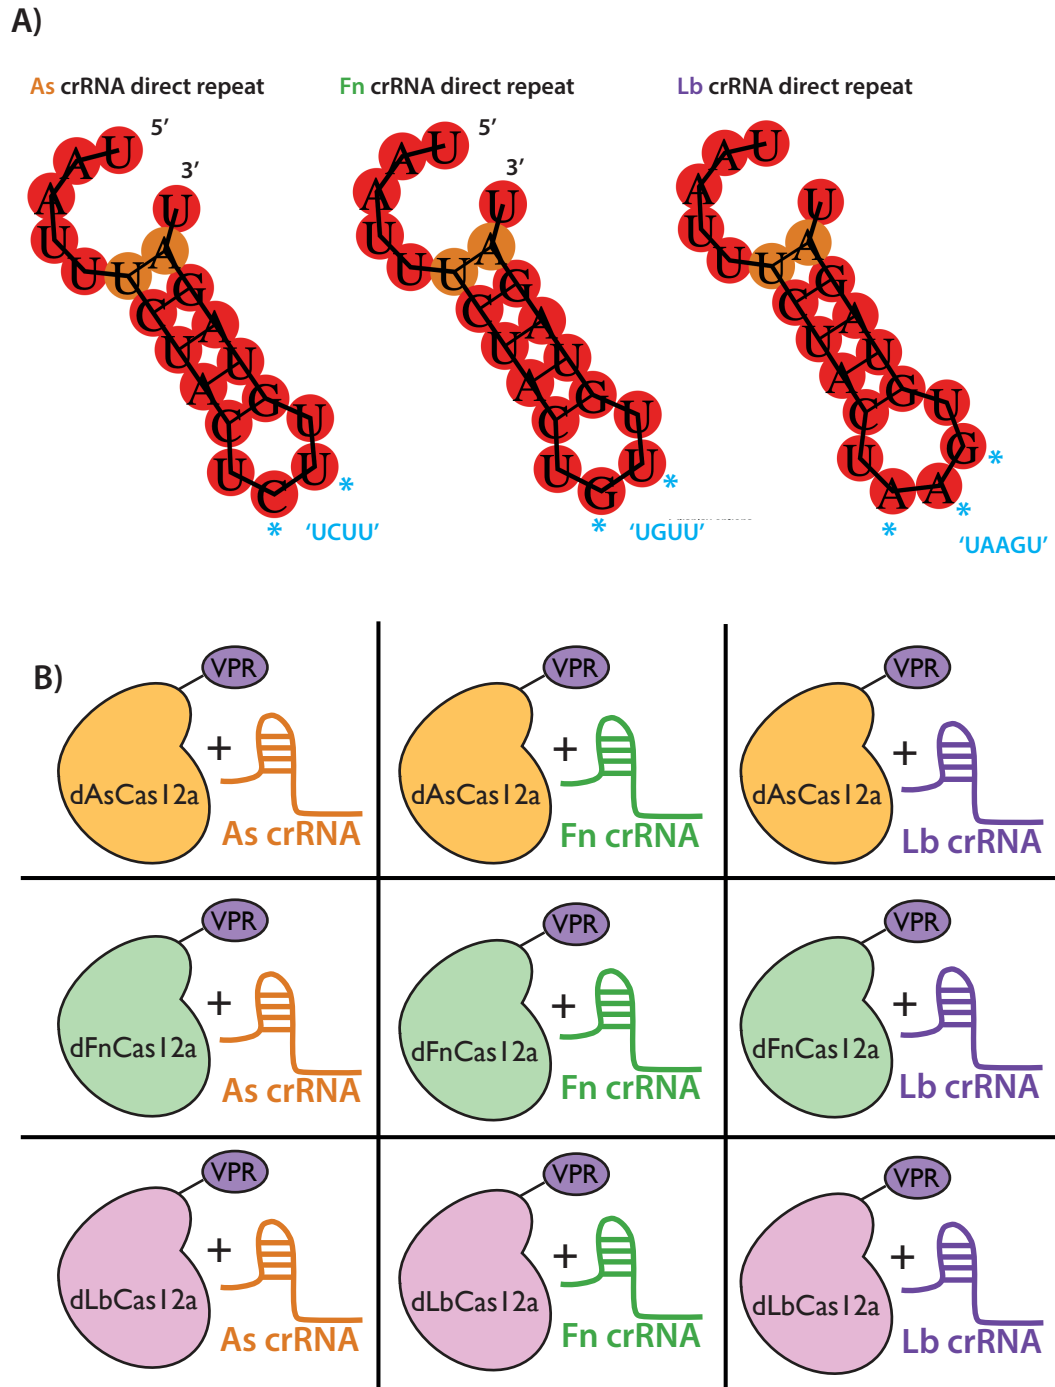 A)
As crRNA direct repeat
Fn crRNA direct repeat
Lb crRNA direct repeat
U A A U U U C U A C U C U U G U A G A U
5’
3’
* *
‘UCUU’
U A A U U U C U A C U G U U G U A G A U
5’
3’
* *
‘UGUU’
U A A U U U C U A C U A A G U G U A G A U
* * *
‘UAAGU’
B)
VPR
dAsCas12a
+
As crRNA
VPR
dAsCas12a
+
Fn crRNA
VPR
dAsCas12a
+
Lb crRNA
VPR
dFnCas12a
+
As crRNA
VPR
dFnCas12a
+
Fn crRNA
VPR
dFnCas12a
+
Lb crRNA
VPR
dLbCas12a
+
As crRNA
VPR
dLbCas12a
+
Fn crRNA
VPR
dLbCas12a
+
Lb crRNA